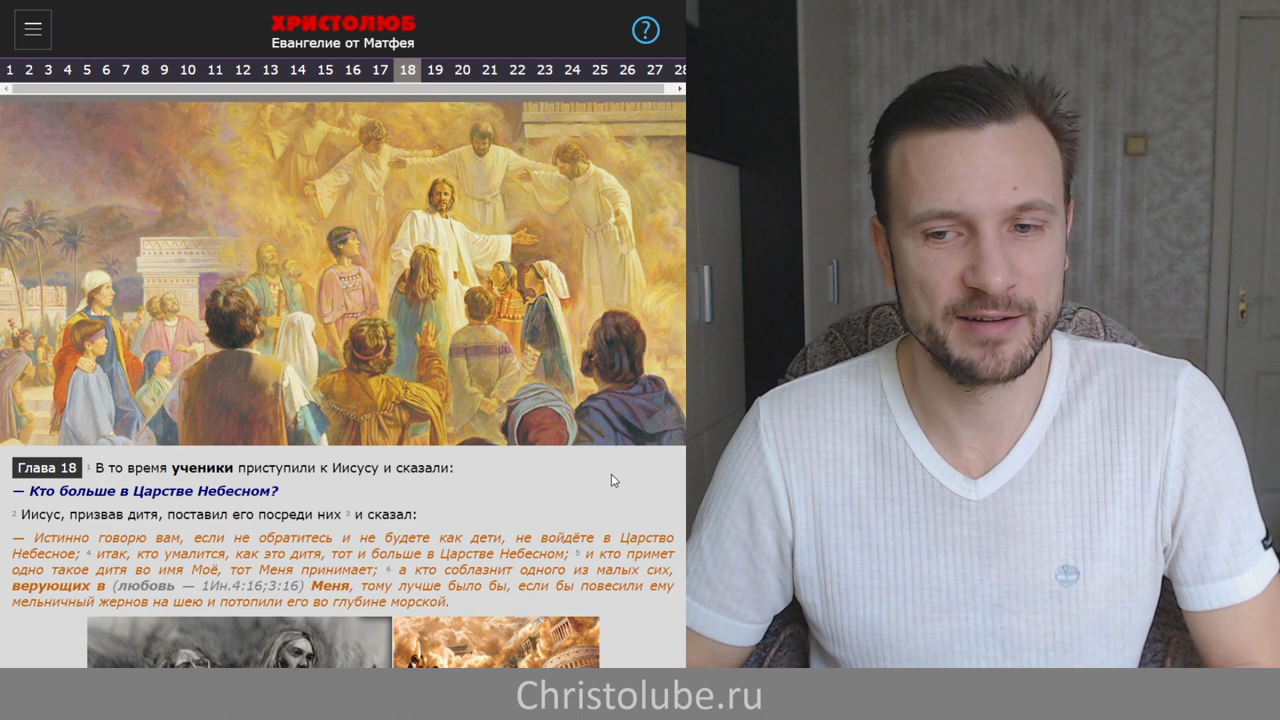 ХРИСТОЛЮБ
Евангелие от Матфея
1 2 3 4 5 6 7 8 9 10 11 12 13 14 15 16 17 18 19 20 21 22 23 24 25 26 27 28
Глава 18 1 В то время ученики приступили к Иисусу и сказали:
— Кто больше в Царстве Небесном?
2 Иисус, призвав дитя, поставил его посреди них 3 и сказал:
— Истинно говорю вам, если не обратитесь и не будете как дети, не войдёте в Царство
Небесное; 4 итак, кто умалится, как это дитя, тот и больше в Царстве Небесном; 5 и кто примет
одно такое дитя во имя Моё, тот Меня принимает; 6 а кто соблазнит одного из малых сих,
верующих в (любовь — 1Ин.4:16;3:16) Меня, тому лучше было бы, если бы повесили ему
мельничный жернов на шею и потопили его во глубине морской.
Christolube.ru